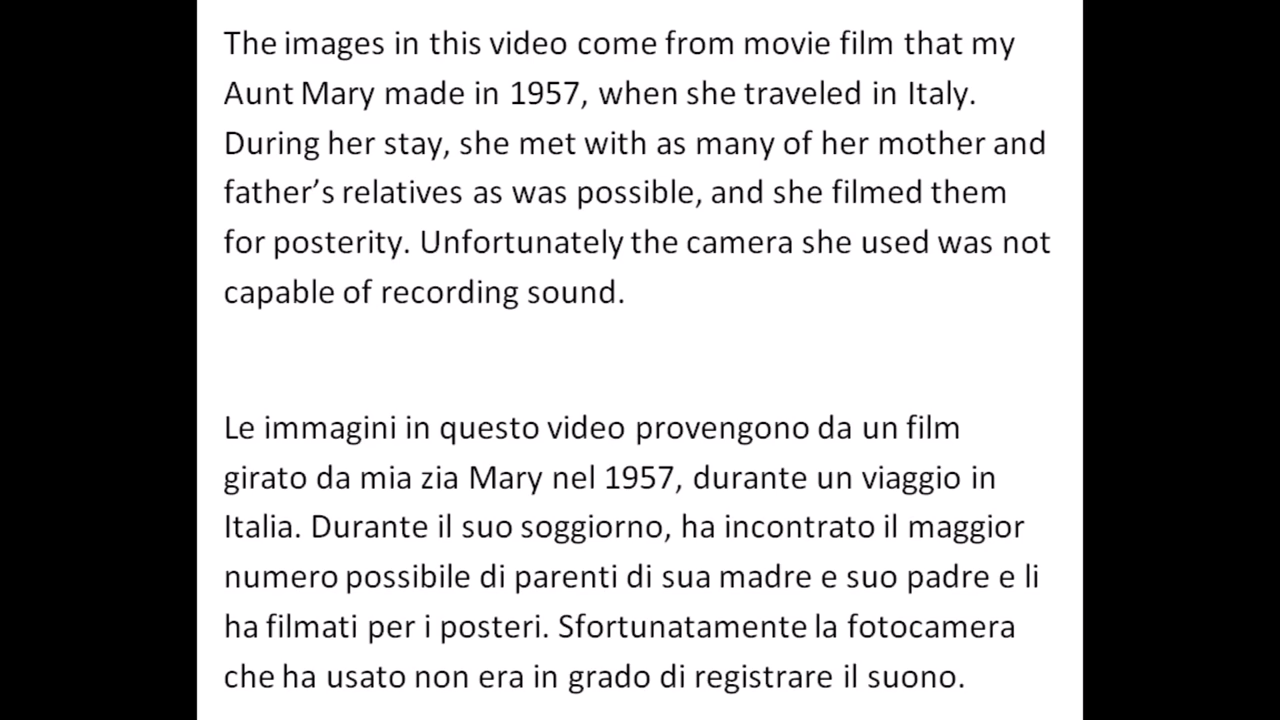 The images in this video come from movie film that my
Aunt Mary made in 1957, when she traveled in Italy.
During her stay, she met with as many of her mother and
father’s relatives as was possible, and she filmed them
for posterity. Unfortunately the camera she used was not
capable of recording sound.
Le immagini in questo video provengono da un film
girato da mia zia Mary nel 1957, durante un viaggio in
Italia. Durante il suo soggiorno, ha incontrato il maggior
numero possibile di parenti di sua madre e suo padre e li
ha filmati per i posteri. Sfortunatamente la fotocamera
che ha usato non era in grado di registrare il suono.